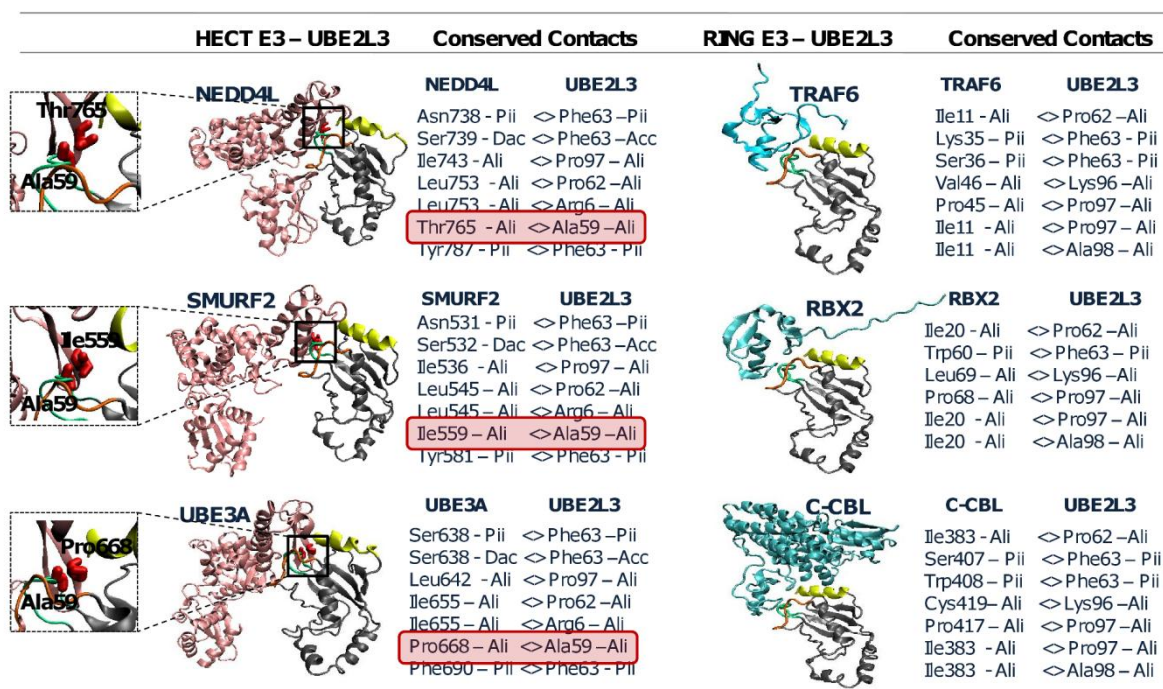 HECT E3 – UBE2L3 Conserved Contacts RING E3 – UBE2L3 Conserved Contacts
NEDD4L
Thr765
Ala59
NEDD4L UBE2L3
Asn738 - Pii <> Phe63 – Pii
Ser739 – Dac <> Phe63 – Acc
Ile743 – Ali <> Pro97 – Ali
Leu753 - Ali <> Pro62 – Ali
Leu753 – Ali <> Arg6 – Ali
Thr765 - Ali <> Ala59 – Ali
Tyr787 – Pii <> Phe63 - Pii
TRAF6
TRAF6 UBE2L3
Ile11 - Ali <> Pro62 – Ali
Lys35 – Pii <> Phe63 - Pii
Ser36 – Pii <> Phe63 - Pii
Val46 – Ali <> Lys96 – Ali
Pro45 – Ali <> Pro97 – Ali
Ile11 - Ali <> Pro97 – Ali
Ile11 - Ali <> Ala98 – Ali
SMURF2
Ile559
Ala59
SMURF2 UBE2L3
Asn531 - Pii <> Phe63 – Pii
Ser532 - Dac <> Phe63 – Acc
Ile536 - Ali <> Pro97 – Ali
Leu545 – Ali <> Pro62 – Ali
Leu545 – Ali <> Arg6 – Ali
Ile559 – Ali <> Ala59 – Ali
Tyr581 – Pii <> Phe63 - Pii
RBX2
RBX2 UBE2L3
Ile20 - Ali <> Pro62 – Ali
Trp60 – Pii <> Phe63 – Pii
Leu69 – Ali <> Lys96 – Ali
Pro68 – Ali <> Pro97 – Ali
Ile20 - Ali <> Pro97 – Ali
Ile20 - Ali <> Ala98 – Ali
UBE3A
Pro668
Ala59
UBE3A UBE2L3
Ser638 - Pii <> Phe63 – Pii
Ser638 - Dac <> Phe63 – Acc
Leu642 - Ali <> Pro97 – Ali
Ile655 – Ali <> Pro62 – Ali
Ile655 – Ali <> Arg6 – Ali
Pro668 – Ali <> Ala59 – Ali
Phe690 – Pii <> Phe63 - Pii
C-CBL
C-CBL UBE2L3
Ile383 - Ali <> Pro62 – Ali
Ser407 – Pii <> Phe63 – Pii
Trp408 – Pii <> Phe63 – Pii
Cys419 – Ali <> Lys96 – Ali
Pro417 – Ali <> Pro97 – Ali
Ile383 - Ali <> Pro97 – Ali
Ile383 - Ali <> Ala98 – Ali